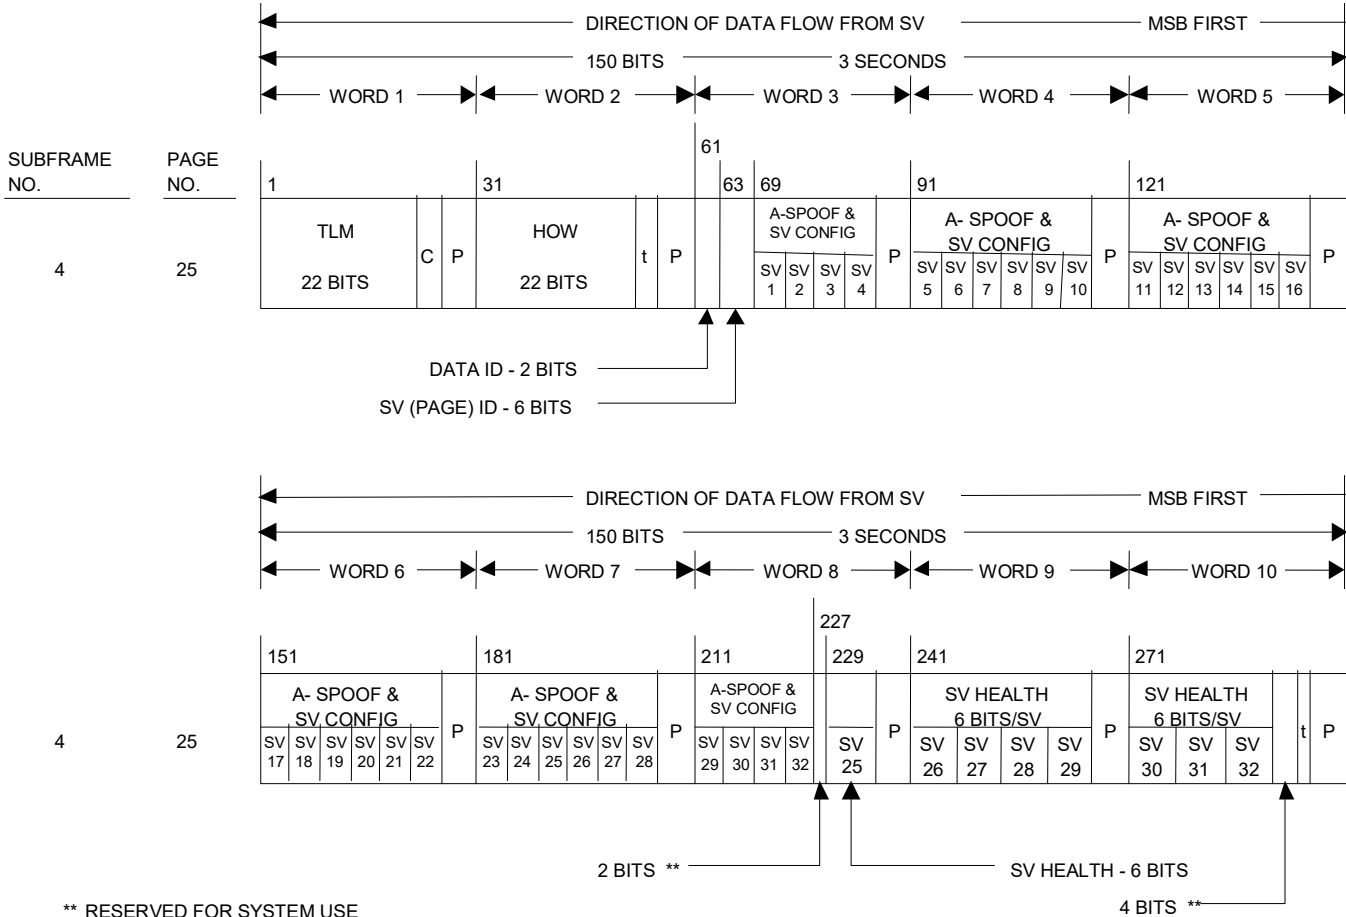 DIRECTION OF DATA FLOW FROM SV MSB FIRST
150 BITS 3 SECONDS
WORD 1 WORD 2 WORD 3 WORD 4 WORD 5
SUBFRAME NO.
PAGE NO.
1 31 61 63 69 91 121
4 25
TLM
22 BITS
C P
HOW
22 BITS
t P
A-SPOOF &
SV CONFIG
SV 1 SV 2 SV 3 SV 4
P
A- SPOOF &
SV CONFIG
SV 5 SV 6 SV 7 SV 8 SV 9 SV 10
P
A- SPOOF &
SV CONFIG
SV 11 SV 12 SV 13 SV 14 SV 15 SV 16
P
DATA ID - 2 BITS
SV (PAGE) ID - 6 BITS
DIRECTION OF DATA FLOW FROM SV MSB FIRST
150 BITS 3 SECONDS
WORD 6 WORD 7 WORD 8 WORD 9 WORD 10
151 181 211 227 229 241 271
4 25
A- SPOOF &
SV CONFIG
SV 17 SV 18 SV 19 SV 20 SV 21 SV 22
P
A- SPOOF &
SV CONFIG
SV 23 SV 24 SV 25 SV 26 SV 27 SV 28
P
A-SPOOF &
SV CONFIG
SV 29 SV 30 SV 31 SV 32
SV 25
P
SV HEALTH
6 BITS/SV
SV 26 SV 27 SV 28 SV 29
P
SV HEALTH
6 BITS/SV
SV 30 SV 31 SV 32
t P
2 BITS **
SV HEALTH - 6 BITS
4 BITS **
** RESERVED FOR SYSTEM USE